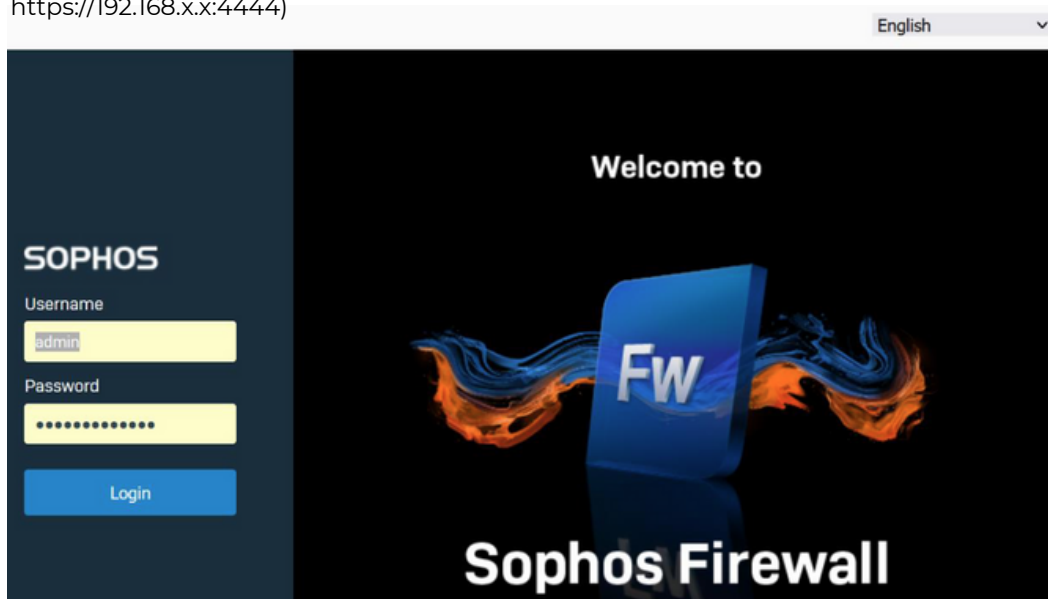 https://192.168.x.x:4444)
English
Welcome to
SOPHOS
Username
admin
Fw
Password
Login
Sophos Firewall